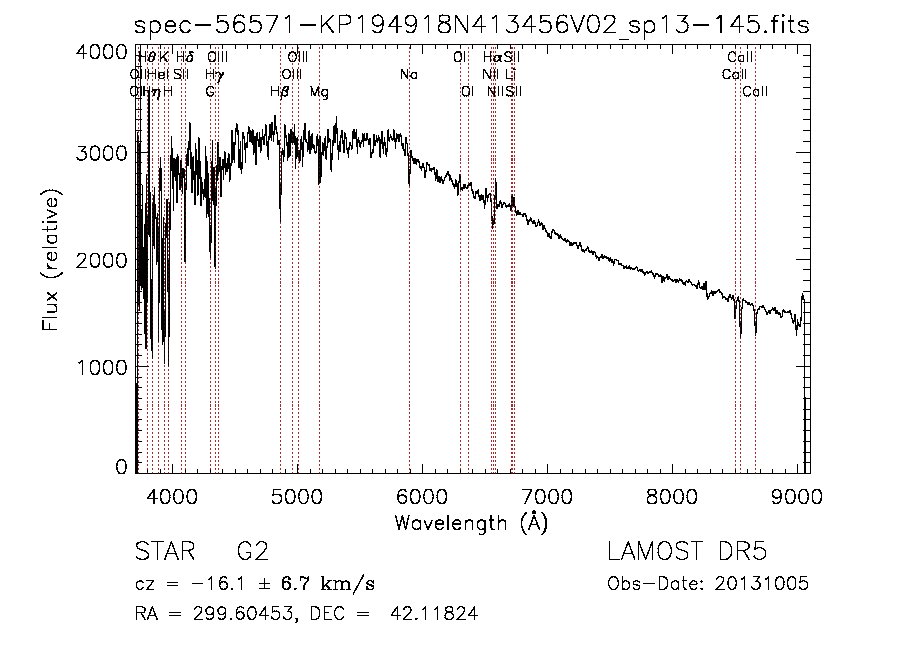 spec-56571-KP194918N413456V02_sp13-145.fits
Hθ K Hδ OIII OIII OI Hα SII CaII
OII HeI SII Hγ OIII Na NII Li CaII
OII Hη H G Hβ Mg OI NII SII CaII
4000
3000
2000
1000
0
Flux (relative)
4000 5000 6000 7000 8000 9000
Wavelength (Å)
STAR G2 LAMOST DR5
cz = -16.1 ± 6.7 km/s Obs-Date: 20131005
RA = 299.60453, DEC = 42.11824